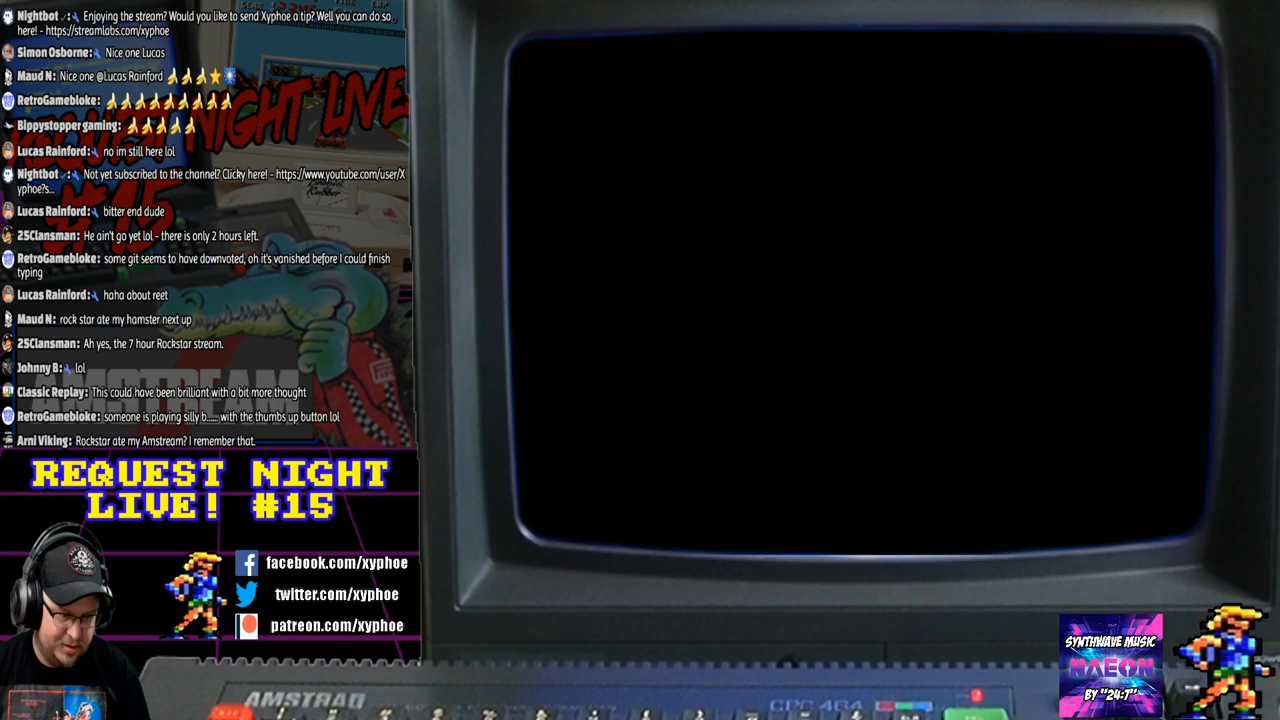 Nightbot: Enjoying the stream? Would you like to send Xyphoe a tip? Well you can do so
here! - https://streamlabs.com/xyphoe
Simon Osborne: Nice one Lucas
Maud N: Nice one @Lucas Rainford 🍌🍌🍌⭐🎆
RetroGamebloke: 🍌🍌🍌🍌🍌🍌🍌🍌🍌
Bippystopper gaming: 🍌🍌🍌🍌🍌
Lucas Rainford: no im still here lol
Nightbot: Not yet subscribed to the channel? Clicky here! - https://www.youtube.com/user/X
yphoe?s...
Lucas Rainford: bitter end dude
25Clansman: He ain't go yet lol - there is only 2 hours left.
RetroGamebloke: some git seems to have downvoted, oh it's vanished before I could finish
typing
Lucas Rainford: haha about reet
Maud N: rock star ate my hamster next up
25Clansman: Ah yes, the 7 hour Rockstar stream.
Johnny B: lol
Classic Replay: This could have been brilliant with a bit more thought
RetroGamebloke: someone is playing silly b...... with the thumbs up button lol
Arni Viking: Rockstar ate my Amstream? I remember that.
REQUEST NIGHT LIVE
#15
AMSTREAM
REQUEST NIGHT
LIVE! #15
facebook.com/xyphoe
twitter.com/xyphoe
patreon.com/xyphoe
AMSTRAD
CPC 464
SYNTHWAVE MUSIC
NAEON
BY "24:7"